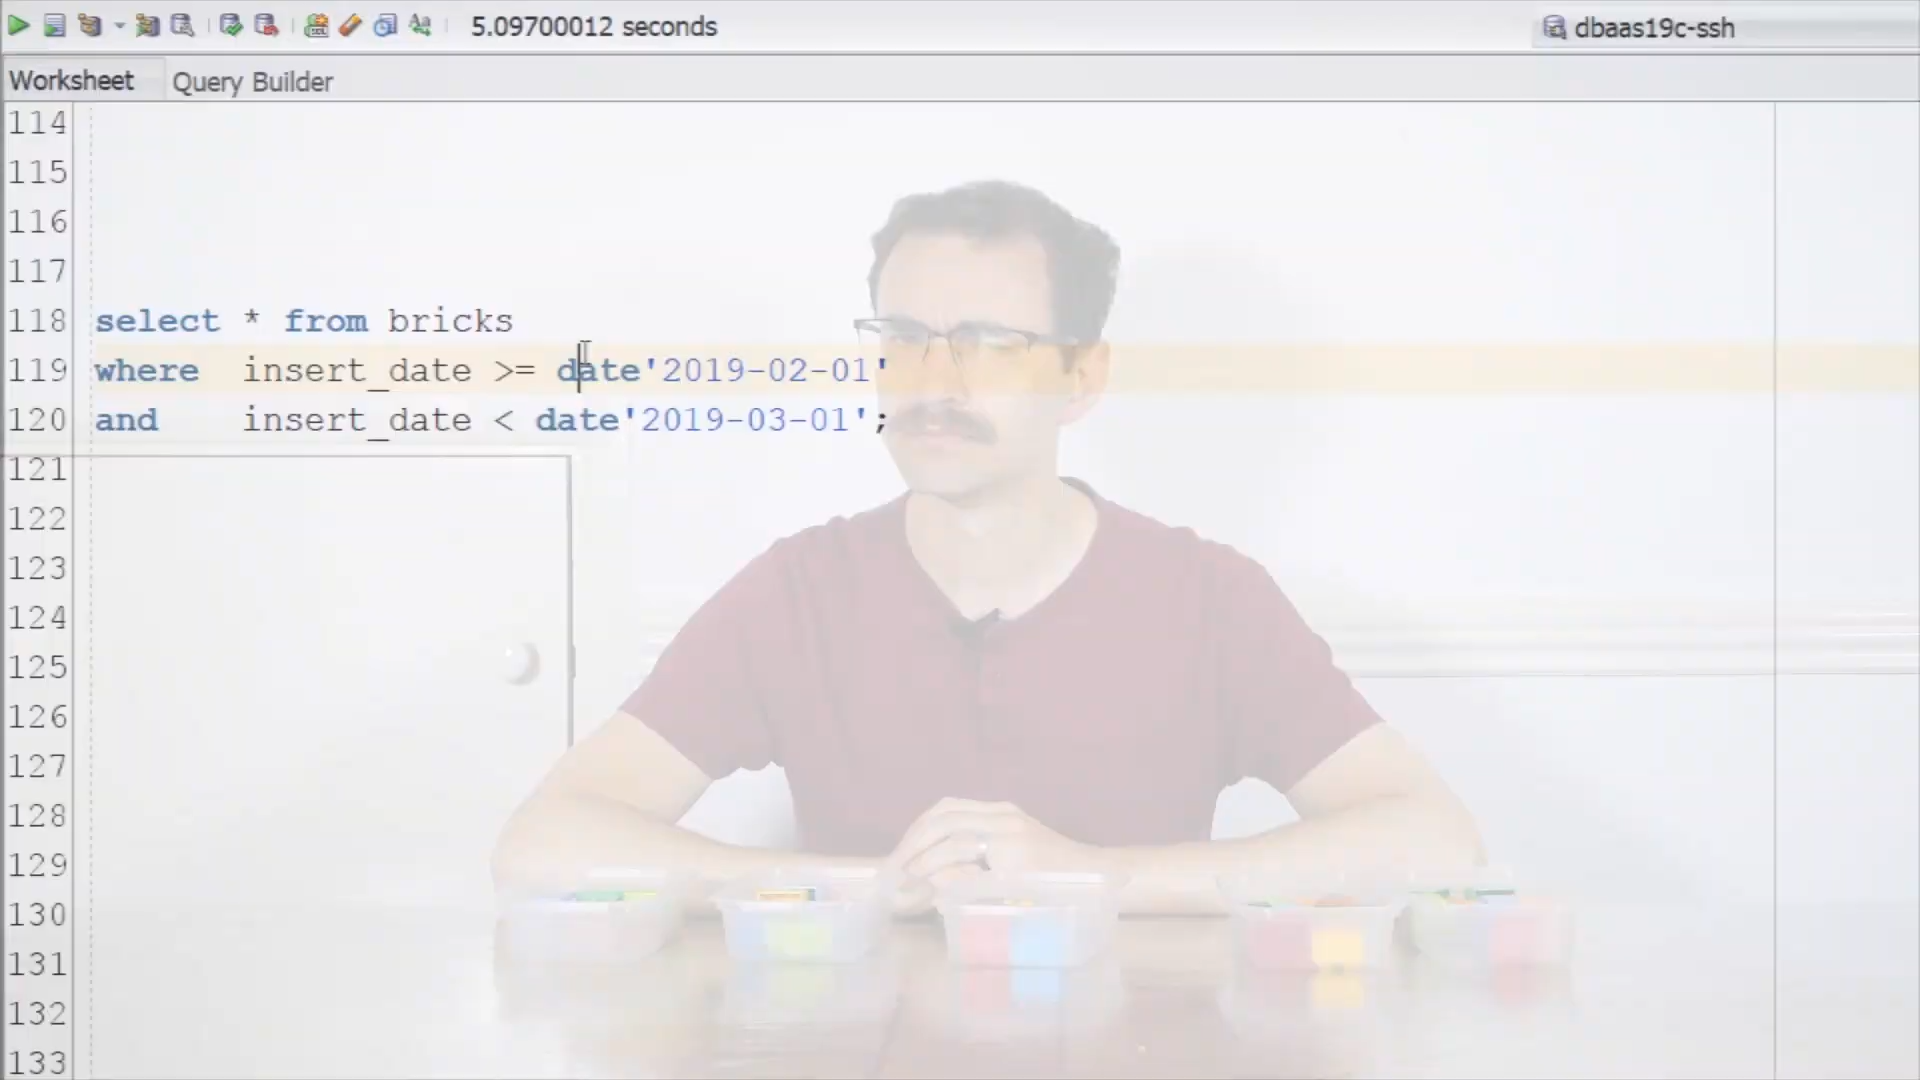 5.09700012 seconds
dbaas19c-ssh
Worksheet
Query Builder
114
115
116
117
118 select * from bricks
119 where insert_date >= date'2019-02-01'
120 and insert_date < date'2019-03-01';
121
122
123
124
125
126
127
128
129
130
131
132
133